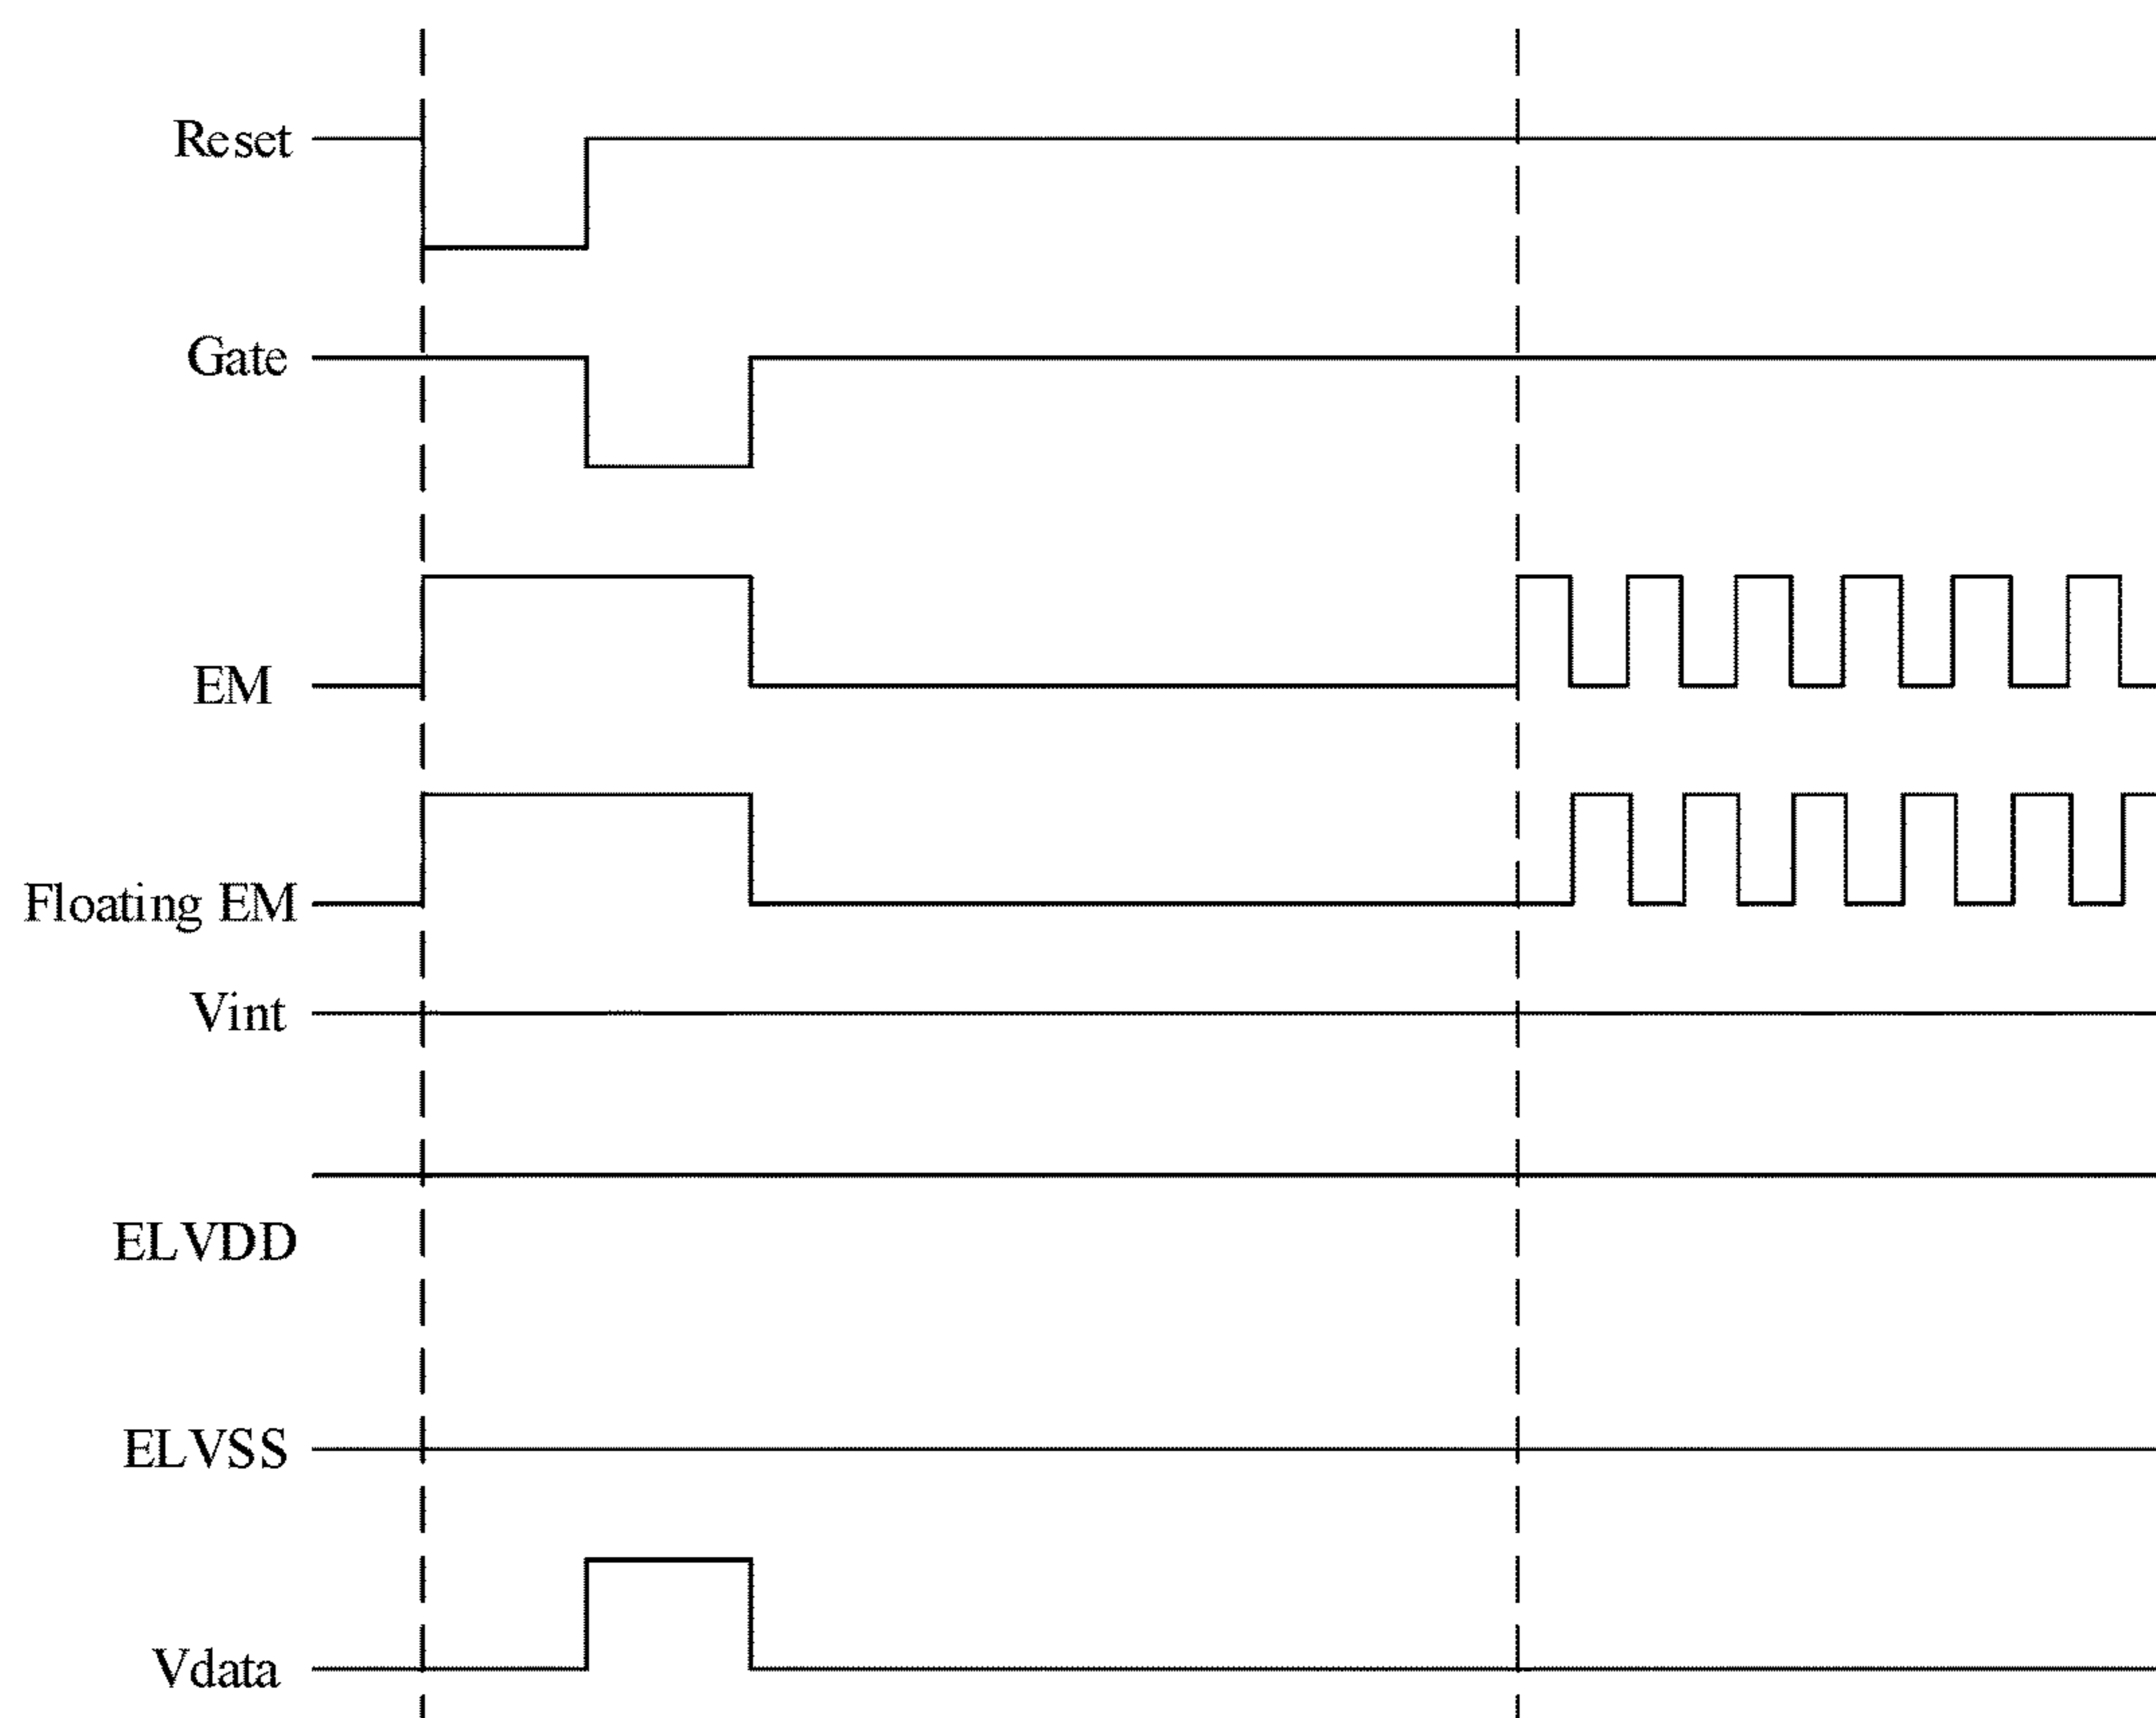 Reset
Gate
EM
Floating EM
Vint
ELVDD
ELVSS
Vdata